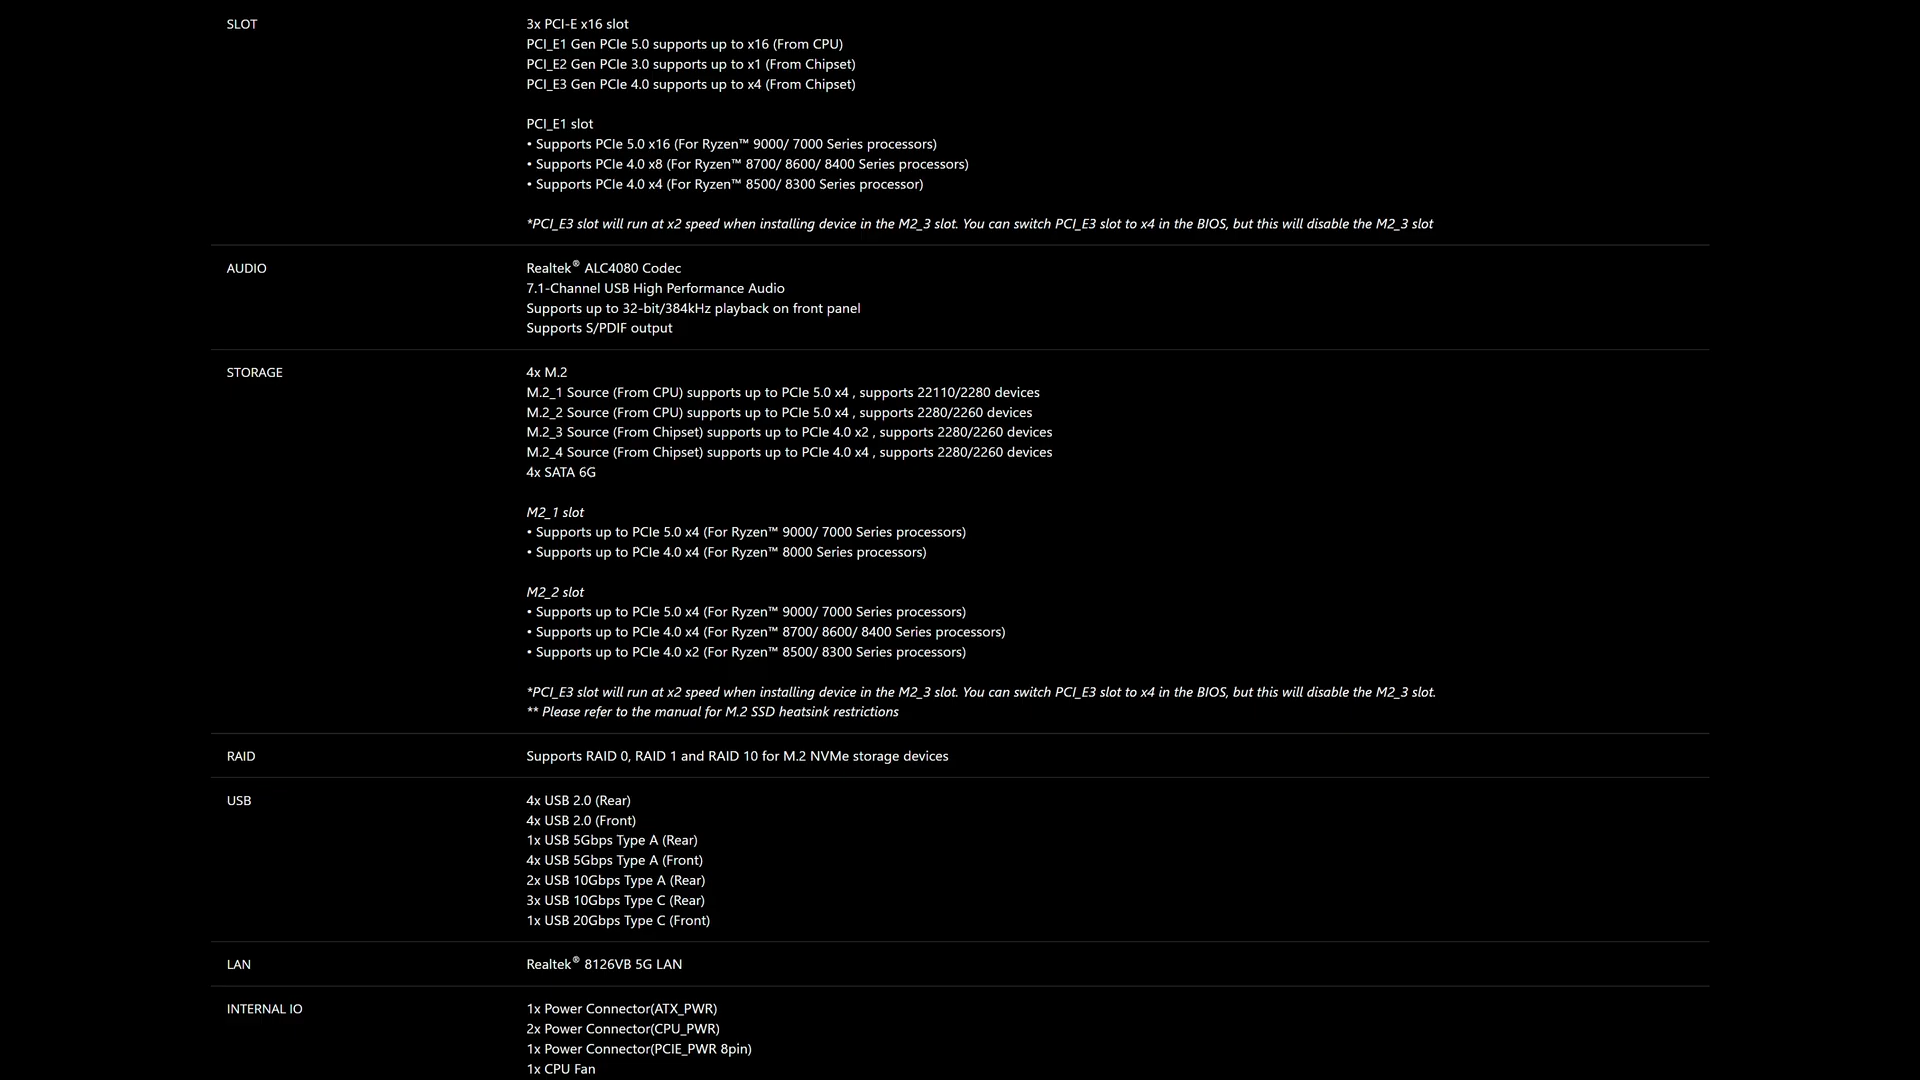 SLOT
3x PCI-E x16 slot
PCI_E1 Gen PCIe 5.0 supports up to x16 (From CPU)
PCI_E2 Gen PCIe 3.0 supports up to x1 (From Chipset)
PCI_E3 Gen PCIe 4.0 supports up to x4 (From Chipset)
PCI_E1 slot
• Supports PCIe 5.0 x16 (For Ryzen™ 9000/ 7000 Series processors)
• Supports PCIe 4.0 x8 (For Ryzen™ 8700/ 8600/ 8400 Series processors)
• Supports PCIe 4.0 x4 (For Ryzen™ 8500/ 8300 Series processor)
*PCI_E3 slot will run at x2 speed when installing device in the M2_3 slot. You can switch PCI_E3 slot to x4 in the BIOS, but this will disable the M2_3 slot
AUDIO
Realtek® ALC4080 Codec
7.1-Channel USB High Performance Audio
Supports up to 32-bit/384kHz playback on front panel
Supports S/PDIF output
STORAGE
4x M.2
M.2_1 Source (From CPU) supports up to PCIe 5.0 x4 , supports 22110/2280 devices
M.2_2 Source (From CPU) supports up to PCIe 5.0 x4 , supports 2280/2260 devices
M.2_3 Source (From Chipset) supports up to PCIe 4.0 x2 , supports 2280/2260 devices
M.2_4 Source (From Chipset) supports up to PCIe 4.0 x4 , supports 2280/2260 devices
4x SATA 6G
M2_1 slot
• Supports up to PCIe 5.0 x4 (For Ryzen™ 9000/ 7000 Series processors)
• Supports up to PCIe 4.0 x4 (For Ryzen™ 8000 Series processors)
M2_2 slot
• Supports up to PCIe 5.0 x4 (For Ryzen™ 9000/ 7000 Series processors)
• Supports up to PCIe 4.0 x4 (For Ryzen™ 8700/ 8600/ 8400 Series processors)
• Supports up to PCIe 4.0 x2 (For Ryzen™ 8500/ 8300 Series processors)
*PCI_E3 slot will run at x2 speed when installing device in the M2_3 slot. You can switch PCI_E3 slot to x4 in the BIOS, but this will disable the M2_3 slot.
** Please refer to the manual for M.2 SSD heatsink restrictions
RAID
Supports RAID 0, RAID 1 and RAID 10 for M.2 NVMe storage devices
USB
4x USB 2.0 (Rear)
4x USB 2.0 (Front)
1x USB 5Gbps Type A (Rear)
4x USB 5Gbps Type A (Front)
2x USB 10Gbps Type A (Rear)
3x USB 10Gbps Type C (Rear)
1x USB 20Gbps Type C (Front)
LAN
Realtek® 8126VB 5G LAN
INTERNAL IO
1x Power Connector(ATX_PWR)
2x Power Connector(CPU_PWR)
1x Power Connector(PCIE_PWR 8pin)
1x CPU Fan